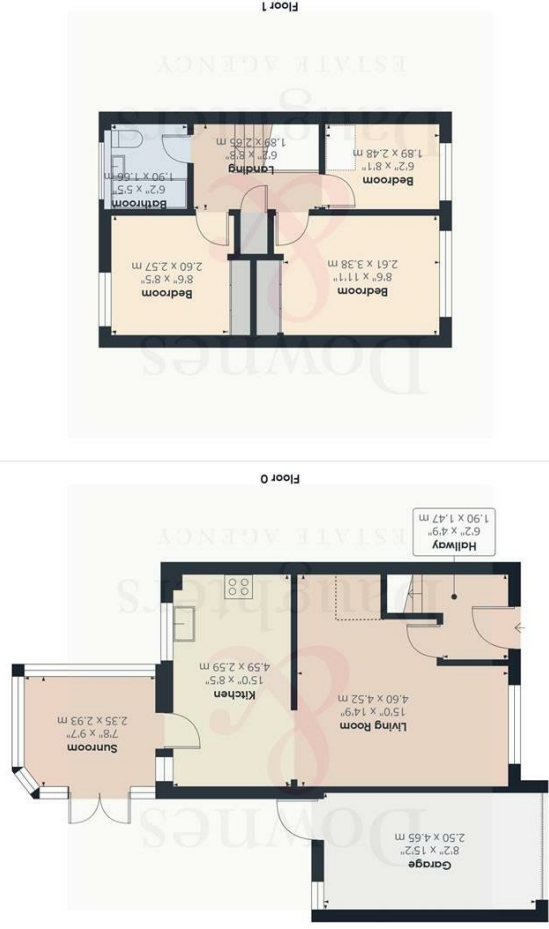 Garage
8'2" x 15'2"
2.50 x 4.65 m
Downes
&
Daughters
ESTATE AGENCY
Living Room
15'0" x 14'9"
4.60 x 4.52 m
Kitchen
15'0" x 8'5"
4.59 x 2.59 m
Sunroom
7'8" x 9'7"
2.35 x 2.93 m
Hallway
6'2" x 4'9"
1.90 x 1.47 m
Floor 0
Downes
&
Daughters
ESTATE AGENCY
Bedroom
8'6" x 11'1"
2.61 x 3.38 m
Bedroom
8'6" x 8'5"
2.60 x 2.57 m
Bedroom
6'2" x 8'1"
1.89 x 2.48 m
Landing
6'2" x 8'8"
1.89 x 2.65 m
Bathroom
6'2" x 5'5"
1.90 x 1.66 m
Floor 1